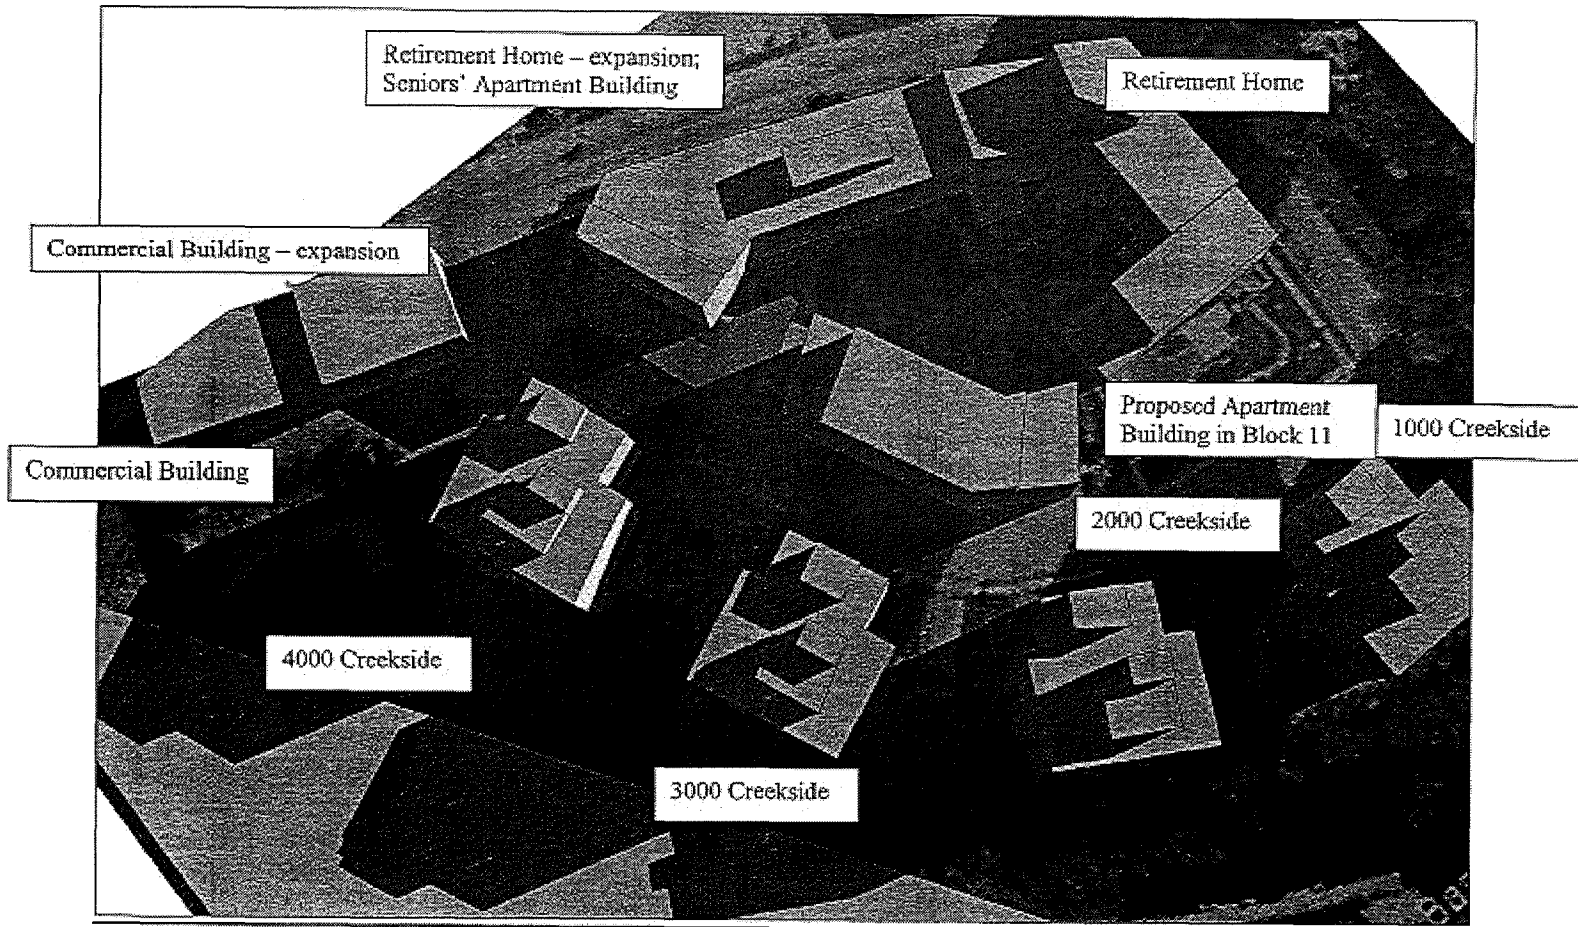 Retirement Home – expansion;
Seniors' Apartment Building
Retirement Home
Commercial Building – expansion
Proposed Apartment
Building in Block 11
1000 Creekside
Commercial Building
2000 Creekside
4000 Creekside
3000 Creekside